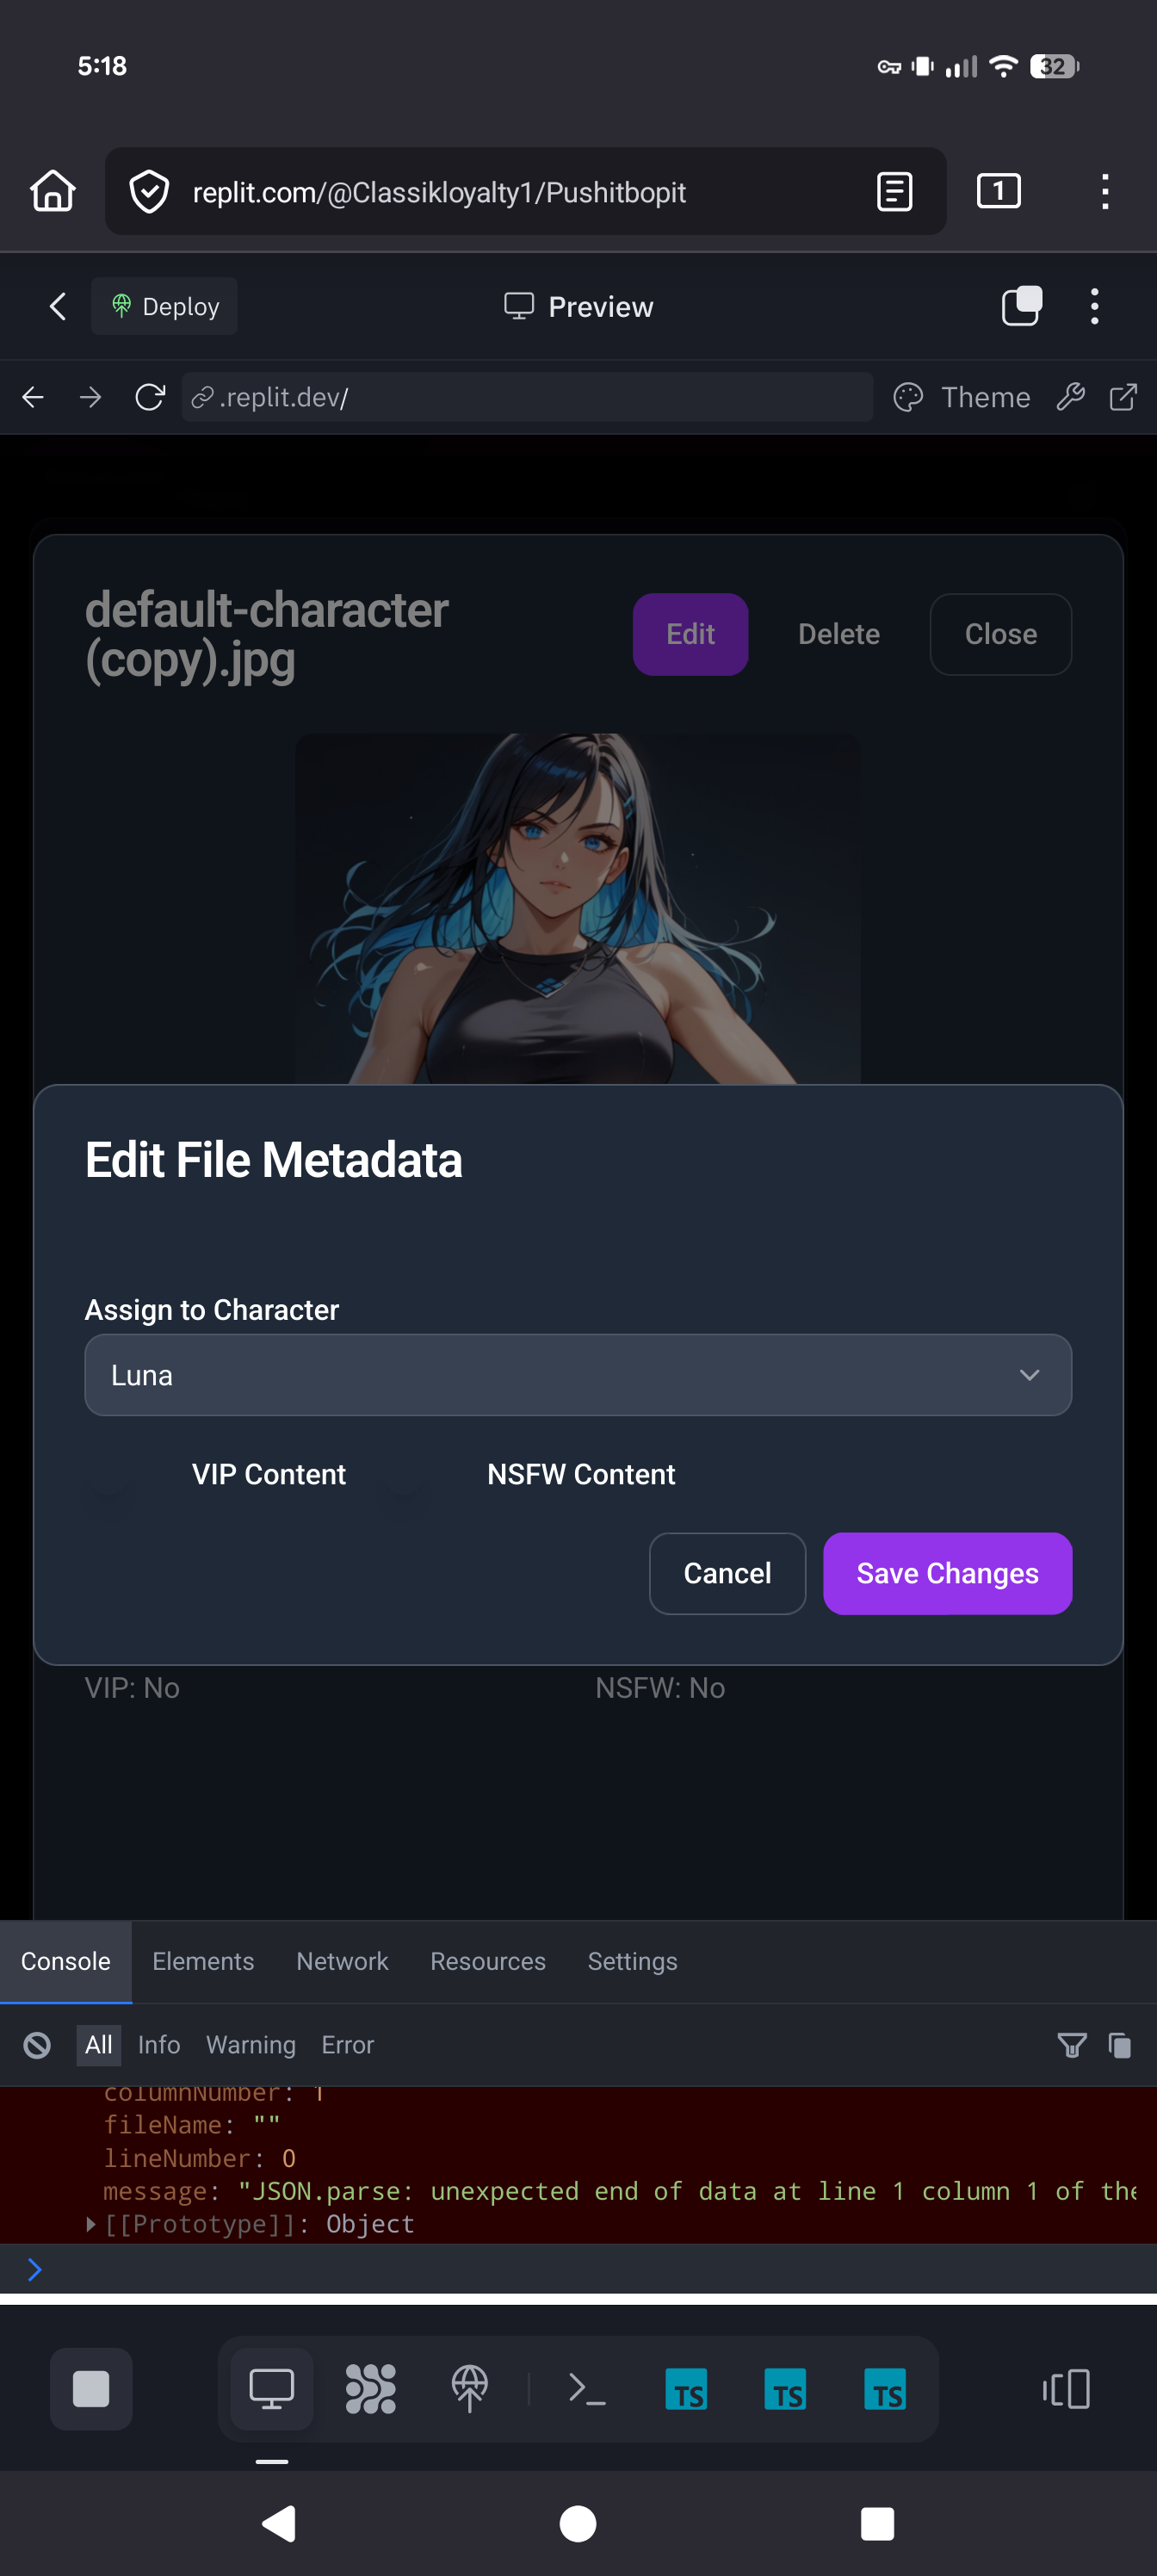 5:18
32
replit.com/@Classikloyalty1/Pushitbopit
1
Deploy
Preview
.replit.dev/
Theme
default-character
(copy).jpg
Edit
Delete
Close
Edit File Metadata
Assign to Character
Luna
VIP Content
NSFW Content
Cancel
Save Changes
VIP: No
NSFW: No
Console
Elements
Network
Resources
Settings
All
Info
Warning
Error
columnNumber: 1
fileName: ""
lineNumber: 0
message: "JSON.parse: unexpected end of data at line 1 column 1 of the
[[Prototype]]: Object
TS
TS
TS